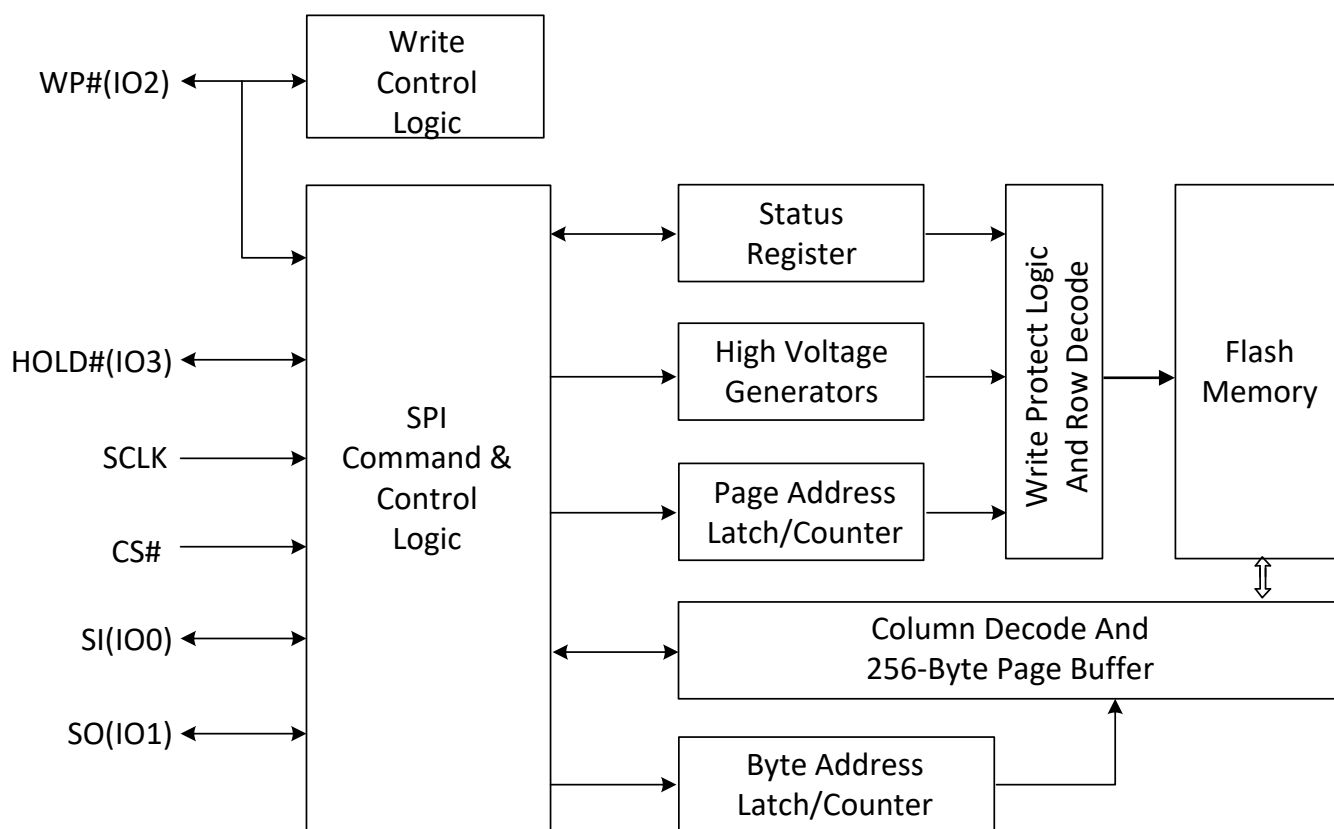 Write
Control
Logic
WP#(IO2)
HOLD#(IO3)
SCLK
CS#
SI(IO0)
SO(IO1)
SPI
Command &
Control
Logic
Status
Register
High Voltage
Generators
Page Address
Latch/Counter
Write Protect Logic
And Row Decode
Flash
Memory
Column Decode And
256-Byte Page Buffer
Byte Address
Latch/Counter